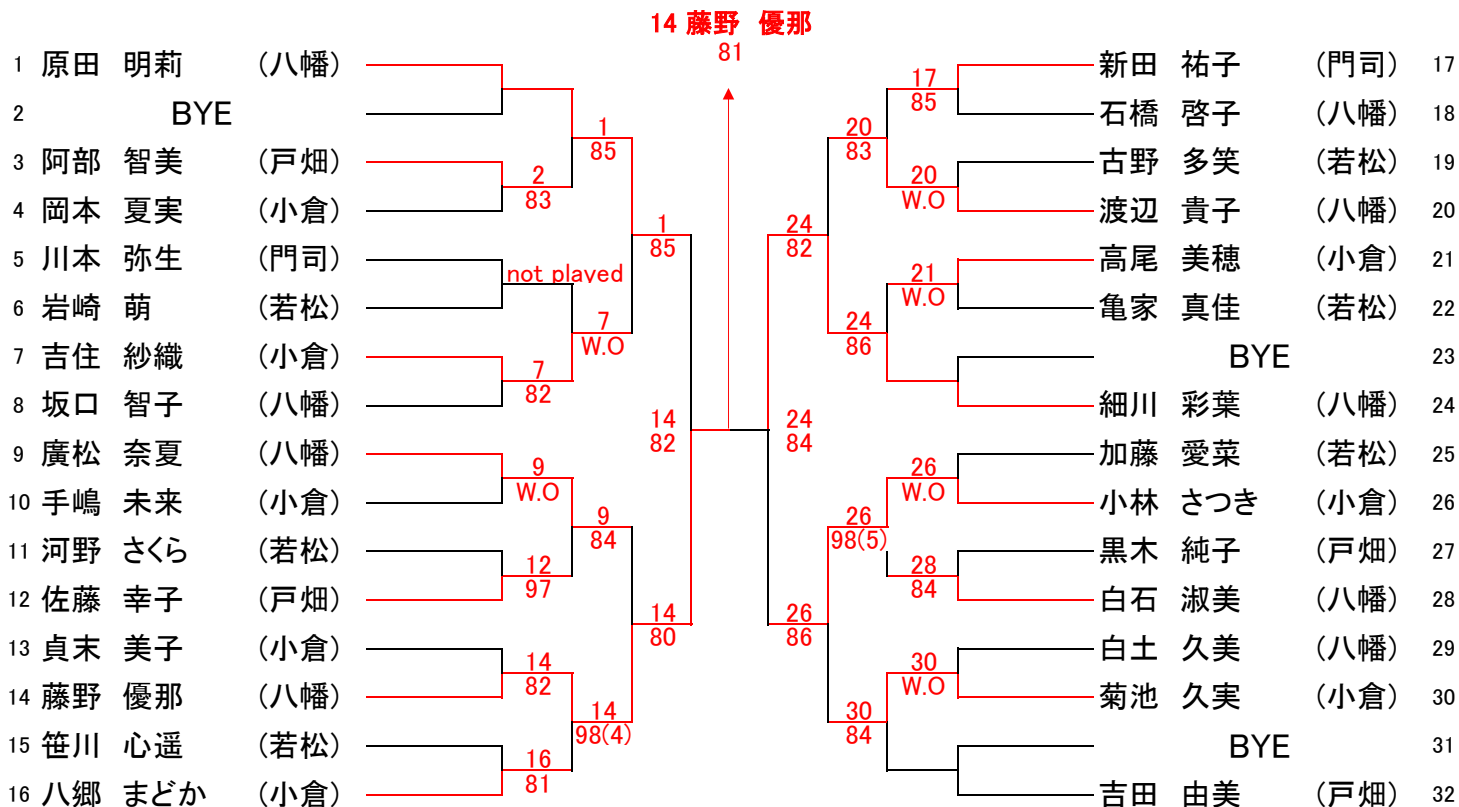 14 藤野 優那
81
1 原田 明莉 (八幡)
2 BYE
3 阿部 智美 (戸畑)
4 岡本 夏実 (小倉)
5 川本 弥生 (門司)
6 岩崎 萌 (若松)
7 吉住 紗織 (小倉)
8 坂口 智子 (八幡)
9 廣松 奈夏 (八幡)
10 手嶋 未来 (小倉)
11 河野 さくら (若松)
12 佐藤 幸子 (戸畑)
13 貞末 美子 (小倉)
14 藤野 優那 (八幡)
15 笹川 心遥 (若松)
16 八郷 まどか (小倉)
2
83
not played
7
82
9
W.O
12
97
14
82
16
81
1
85
7
W.O
9
84
14
98(4)
1
85
14
80
14
82
24
84
24
82
26
86
20
83
24
86
26
98(5)
30
84
17
85
20
W.O
21
W.O
26
W.O
28
84
30
W.O
新田 祐子 (門司) 17
石橋 啓子 (八幡) 18
古野 多笑 (若松) 19
渡辺 貴子 (八幡) 20
高尾 美穂 (小倉) 21
亀家 真佳 (若松) 22
BYE 23
細川 彩葉 (八幡) 24
加藤 愛菜 (若松) 25
小林 さつき (小倉) 26
黒木 純子 (戸畑) 27
白石 淑美 (八幡) 28
白土 久美 (八幡) 29
菊池 久実 (小倉) 30
BYE 31
吉田 由美 (戸畑) 32